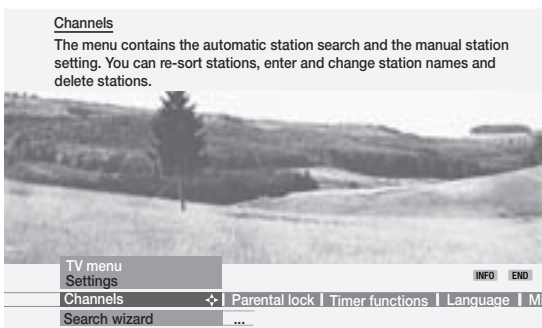 Channels
The menu contains the automatic station search and the manual station
setting. You can re-sort stations, enter and change station names and
delete stations.
TV menu
Settings
INFO END
Channels | Parental lock | Timer functions | Language | Mi
Search wizard ...